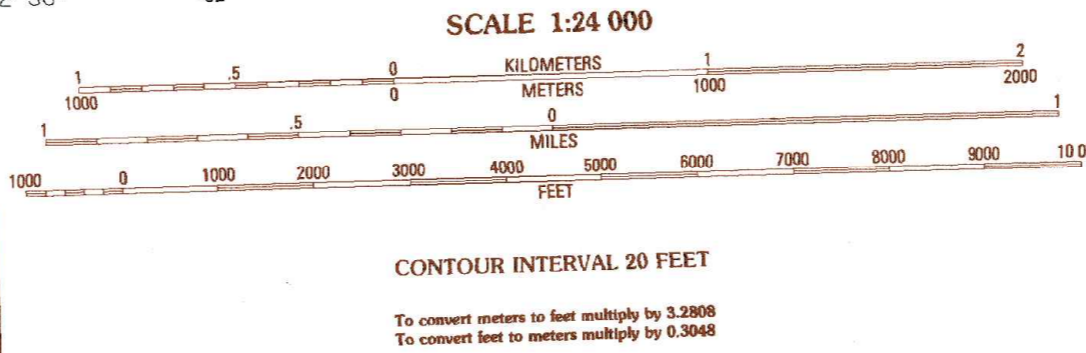 SCALE 1:24 000
1 .5 0 KILOMETERS 1 2
1000 0 METERS 1000 2000
1 .5 0 1
MILES
1000 0 1000 2000 3000 4000 5000 6000 7000 8000 9000 10 0
FEET
CONTOUR INTERVAL 20 FEET
To convert meters to feet multiply by 3.2808
To convert feet to meters multiply by 0.3048